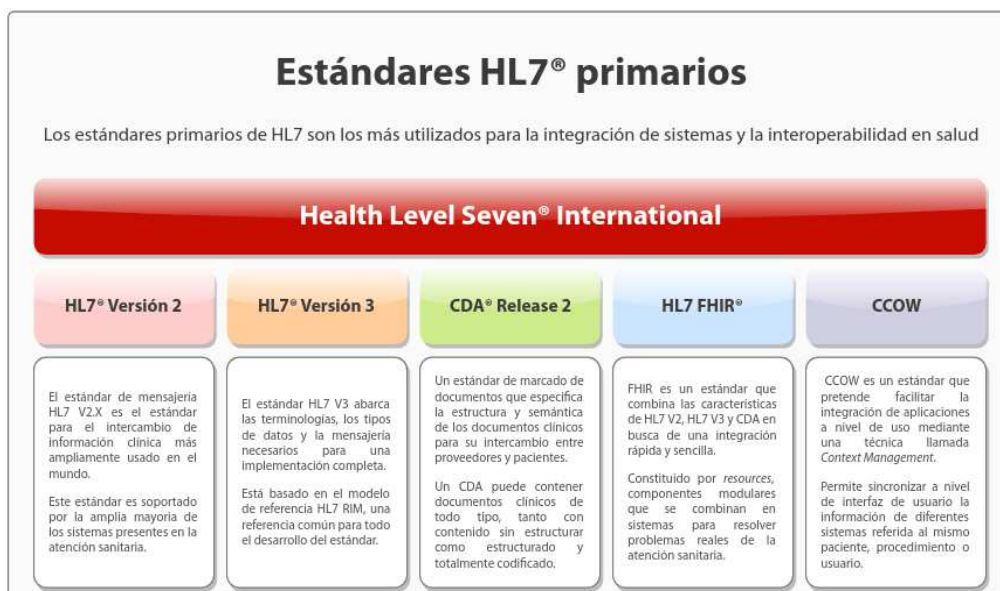 Estándares HL7® primarios
Los estándares primarios de HL7 son los más utilizados para la integración de sistemas y la interoperabilidad en salud
Health Level Seven® International
HL7® Versión 2
HL7® Versión 3
CDA® Release 2
HL7 FHIR®
CCOW
El estándar de mensajería
HL7 V2.X es el estándar
para el intercambio de
información clínica más
ampliamente usado en el
mundo.
Este estándar es soportado
por la amplia mayoria de
los sistemas presentes en la
atención sanitaria.
El estándar HL7 V3 abarca
las terminologías, los tipos
de datos y la mensajería
necesarios para una
implementación completa.
Está basado en el modelo
de referencia HL7 RIM, una
referencia común para todo
el desarrollo del estándar.
Un estándar de marcado de
documentos que especifica
la estructura y semántica
de los documentos clínicos
para su intercambio entre
proveedores y pacientes.
Un CDA puede contener
documentos clínicos de
todo tipo, tanto con
contenido sin estructurar
como estructurado y
totalmente codificado.
FHIR es un estándar que
combina las características
de HL7 V2, HL7 V3 y CDA en
busca de una integración
rápida y sencilla.
Constituido por resources,
componentes modulares
que se combinan en
sistemas para resolver
problemas reales de la
atención sanitaria.
CCOW es un estándar que
pretende facilitar la
integración de aplicaciones
a nivel de uso mediante
una técnica llamada
Context Management.
Permite sincronizar a nivel
de interfaz de usuario la
información de diferentes
sistemas referida al mismo
paciente, procedimiento o
usuario.